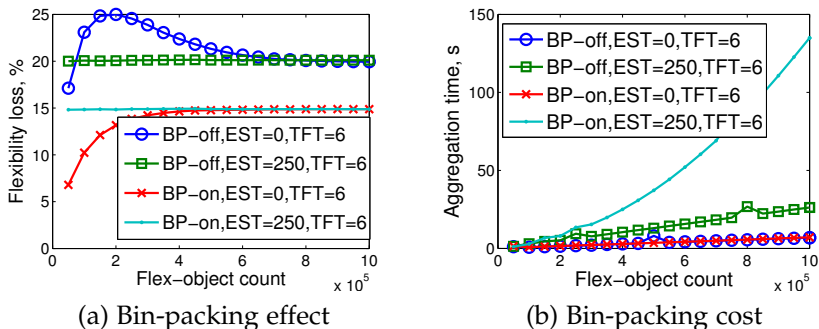 25
20
15
10
5
0
Flexibility loss, %
BP-off,EST=0,TFT=6
BP-off,EST=250,TFT=6
BP-on,EST=0,TFT=6
BP-on,EST=250,TFT=6
0 2 4 6 8 10
x 10^5
Flex-object count
(a) Bin-packing effect
150
100
50
0
Aggregation time, s
BP-off,EST=0,TFT=6
BP-off,EST=250,TFT=6
BP-on,EST=0,TFT=6
BP-on,EST=250,TFT=6
0 2 4 6 8 10
x 10^5
Flex-object count
(b) Bin-packing cost